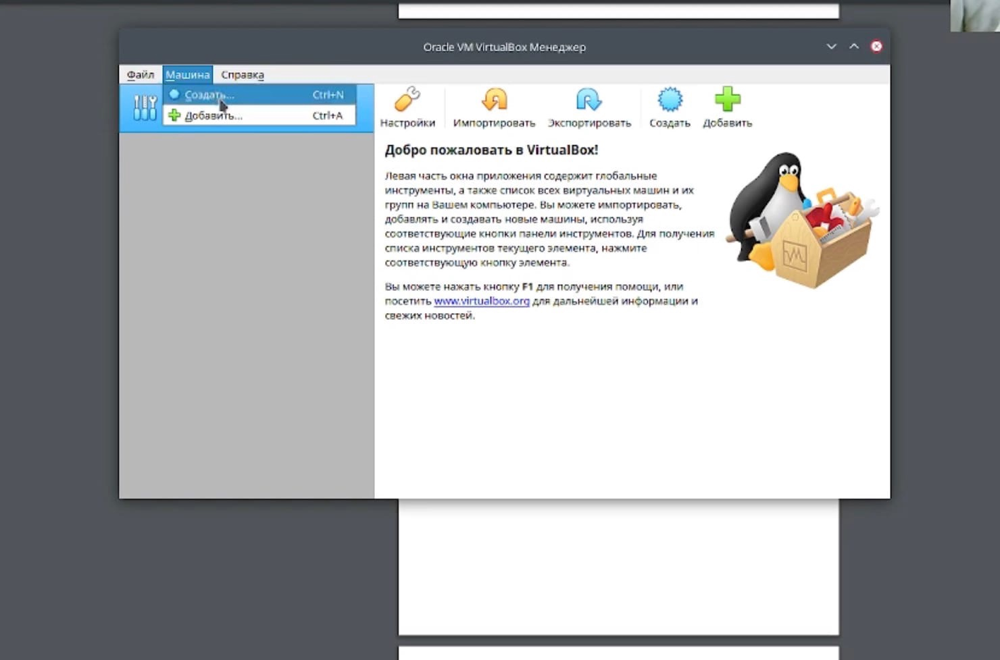 Oracle VM VirtualBox Менеджер
Файл Машина Справка
Создать... Ctrl+N
Добавить... Ctrl+A
Настройки Импортировать Экспортировать Создать Добавить
Добро пожаловать в VirtualBox!
Левая часть окна приложения содержит глобальные
инструменты, а также список всех виртуальных машин и их
групп на Вашем компьютере. Вы можете импортировать,
добавлять и создавать новые машины, используя
соответствующие кнопки панели инструментов. Для получения
списка инструментов текущего элемента, нажмите
соответствующую кнопку элемента.
Вы можете нажать кнопку F1 для получения помощи, или
посетить www.virtualbox.org для дальнейшей информации и
свежих новостей.